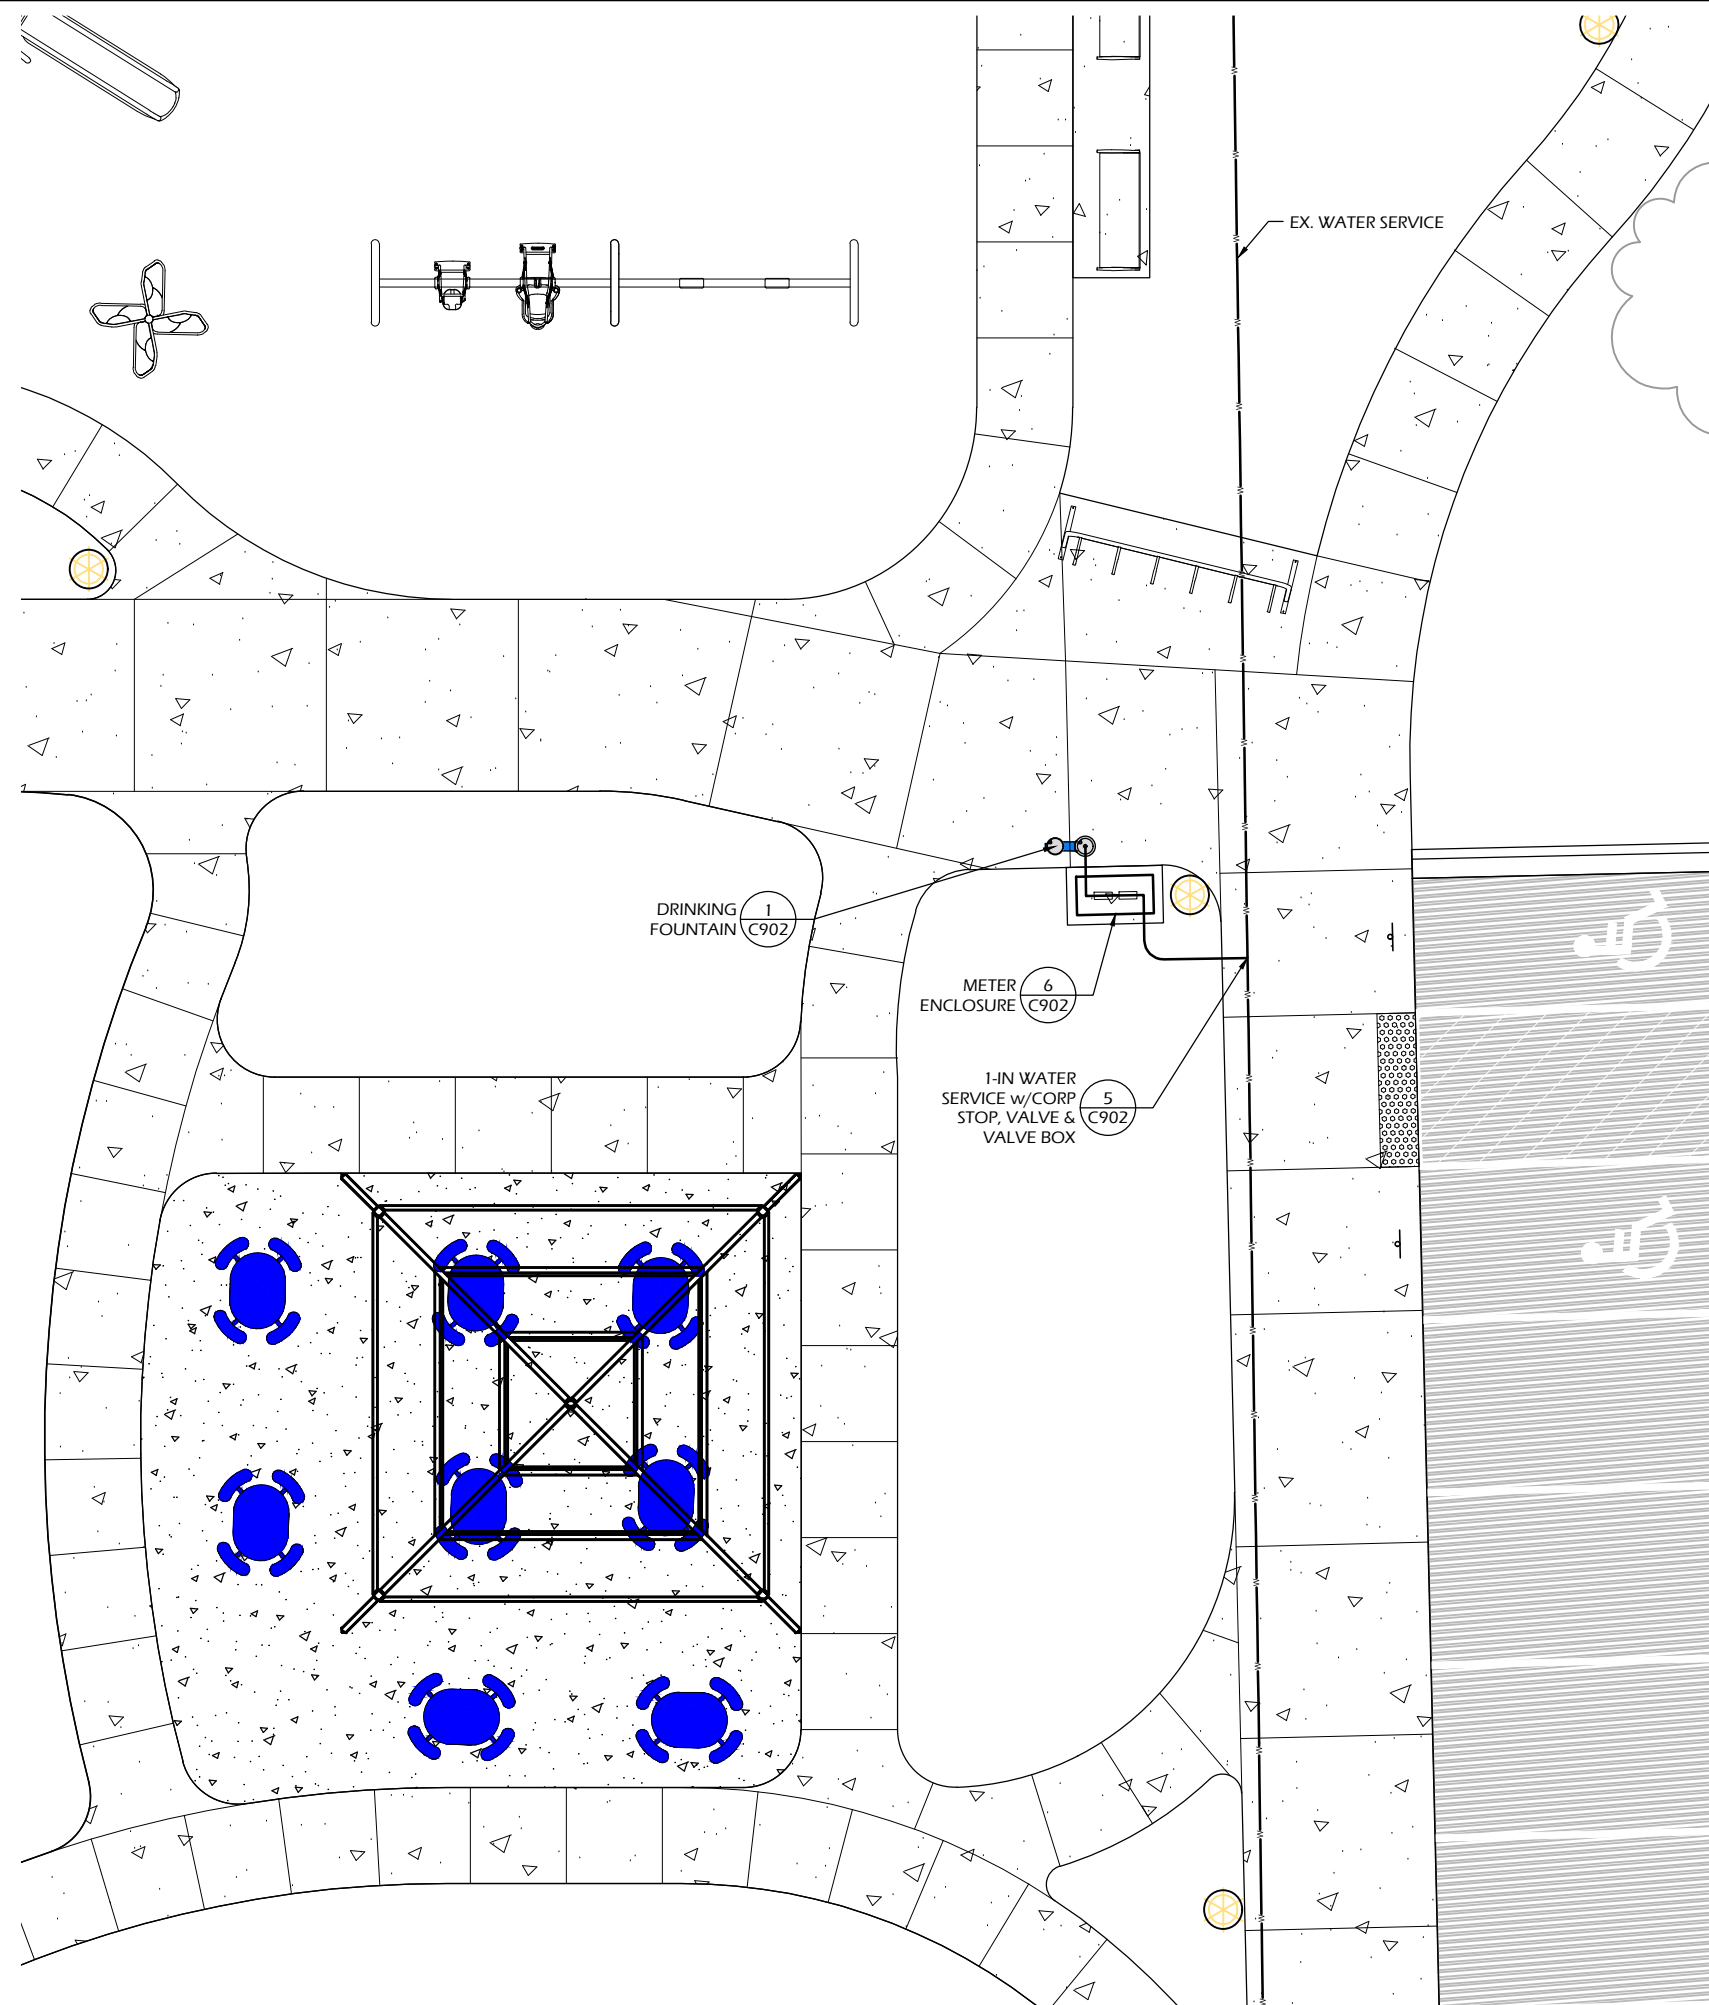 EX. WATER SERVICE
DRINKING
FOUNTAIN
1
C902
METER
ENCLOSURE
6
C902
1-IN WATER
SERVICE w/CORP
STOP, VALVE &
VALVE BOX
5
C902